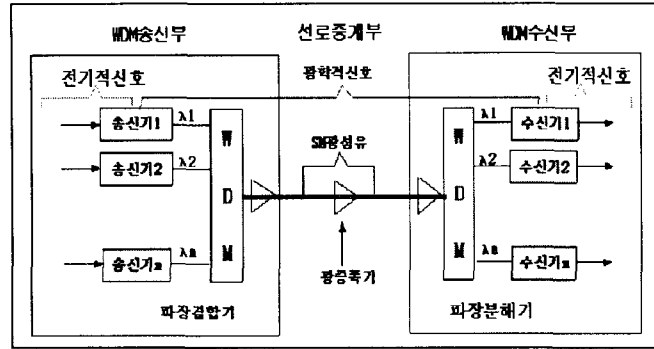 WDM송신부 선로중계부 WDM수신부
전기적신호 광학적신호 전기적신호
송신기1 λ1 λ1 수신기1
송신기2 λ2 SM광섬유 λ2 수신기2
W D M
W D M
송신기n λn λn 수신기n
광증폭기
파장결합기 파장분해기